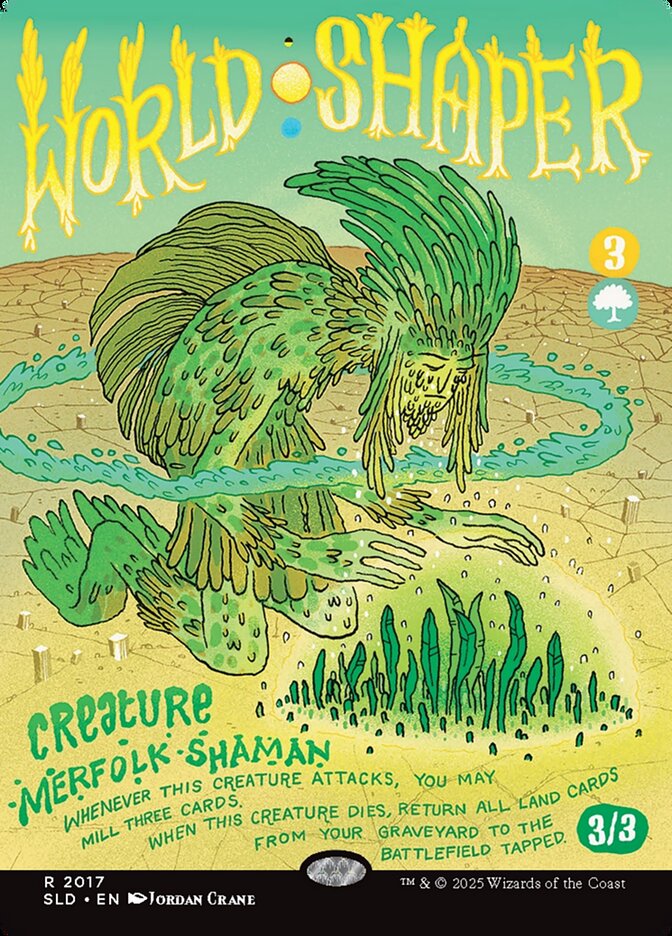 WORLD SHAPER
3
CREATURE
MERFOLK · SHAMAN
WHENEVER THIS CREATURE ATTACKS, YOU MAY
MILL THREE CARDS.
WHEN THIS CREATURE DIES, RETURN ALL LAND CARDS
FROM YOUR GRAVEYARD TO THE
BATTLEFIELD TAPPED.
3/3
R 2017
SLD • EN JORDAN CRANE
™ & © 2025 Wizards of the Coast